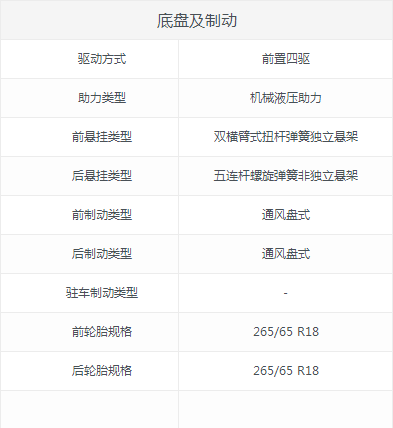 底盘及制动
驱动方式 前置四驱
助力类型 机械液压助力
前悬挂类型 双横臂式扭杆弹簧独立悬架
后悬挂类型 五连杆螺旋弹簧非独立悬架
前制动类型 通风盘式
后制动类型 通风盘式
驻车制动类型 -
前轮胎规格 265/65 R18
后轮胎规格 265/65 R18